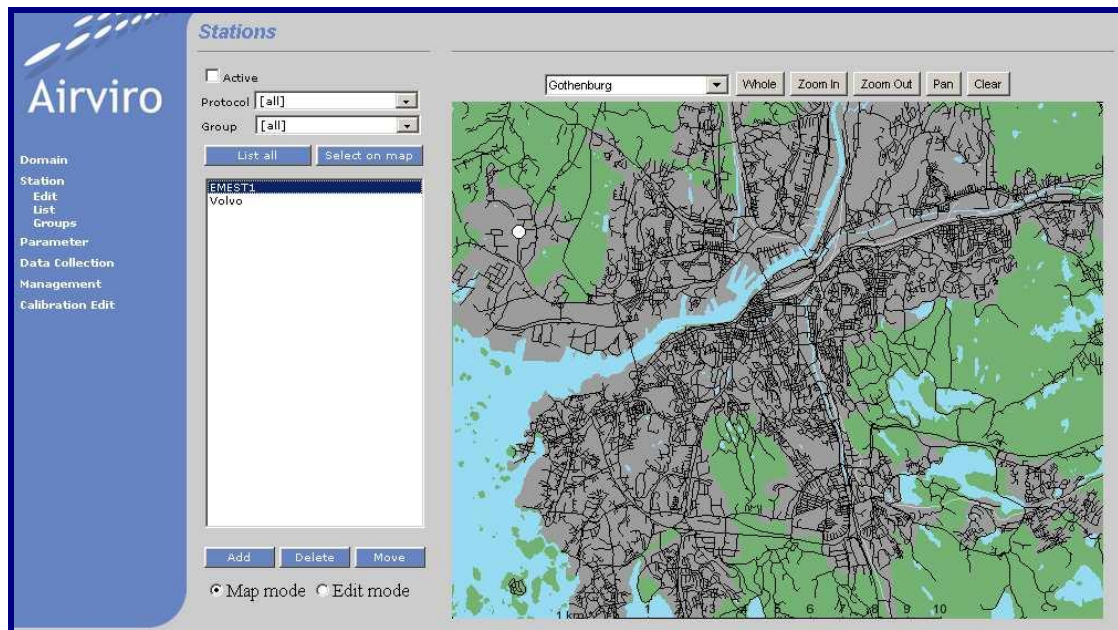 Airviro
Domain
Station
Edit
List
Groups
Parameter
Data Collection
Management
Calibration Edit
Stations
Active
Protocol [all]
Group [all]
List all Select on map
EMEST1
Volvo
Add Delete Move
Map mode Edit mode
Gothenburg Whole Zoom In Zoom Out Pan Clear
1 km 1 2 3 4 5 6 7 8 9 10